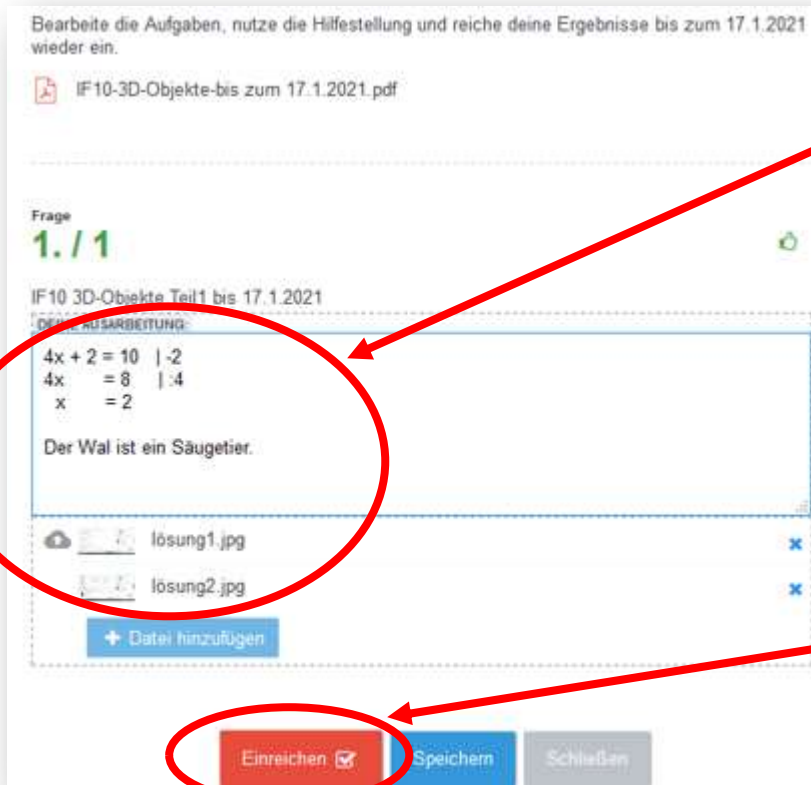 Bearbeite die Aufgaben, nutze die Hilfestellung und reiche deine Ergebnisse bis zum 17.1.2021
wieder ein.
IF10-3D-Objekte-bis zum 17.1.2021.pdf
Frage
1. / 1
IF10 3D-Objekte Teil1 bis 17.1.2021
DEINE AUSARBEITUNG:
4x + 2 = 10 | -2
4x = 8 | :4
x = 2
Der Wal ist ein Säugetier.
lösung1.jpg
lösung2.jpg
+ Datei hinzufügen
Einreichen Speichern Schließen